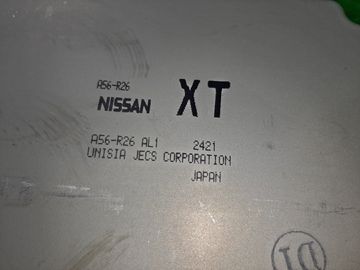 A56-R26
NISSAN XT
A56-R26 AL1 2421
UNISIA JECS CORPORATION
JAPAN